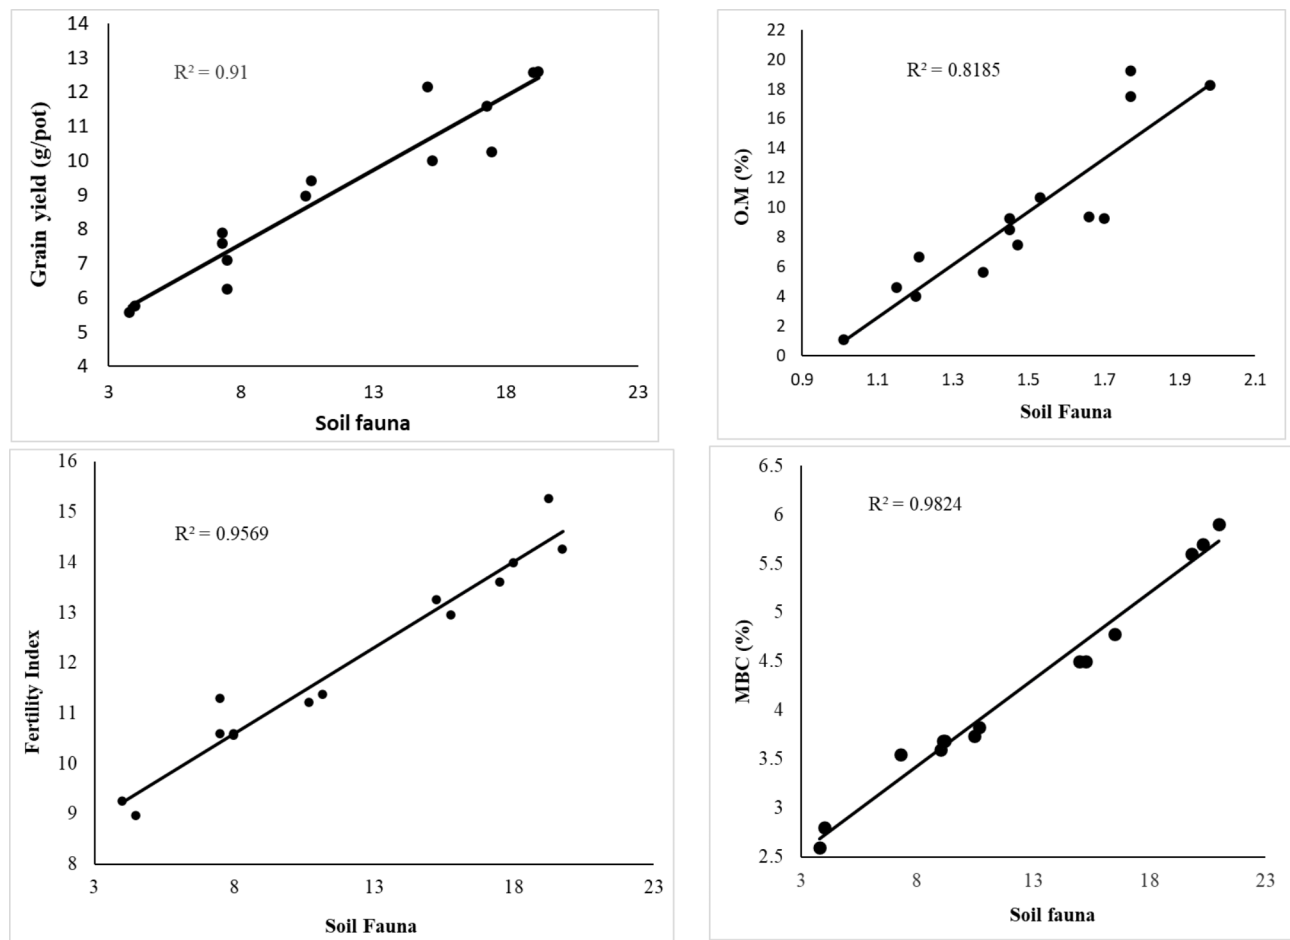 14
13
12
11
10
9
8
7
6
5
4
R² = 0.91
Grain yield (g/pot)
3 8 13 18 23
Soil fauna
22
20
18
16
14
12
10
8
6
4
2
0
R² = 0.8185
O.M (%)
0.9 1.1 1.3 1.5 1.7 1.9 2.1
Soil Fauna
16
15
14
13
12
11
10
9
8
R² = 0.9569
Fertility Index
3 8 13 18 23
Soil Fauna
6.5
6
5.5
5
4.5
4
3.5
3
2.5
R² = 0.9824
MBC (%)
3 8 13 18 23
Soil fauna